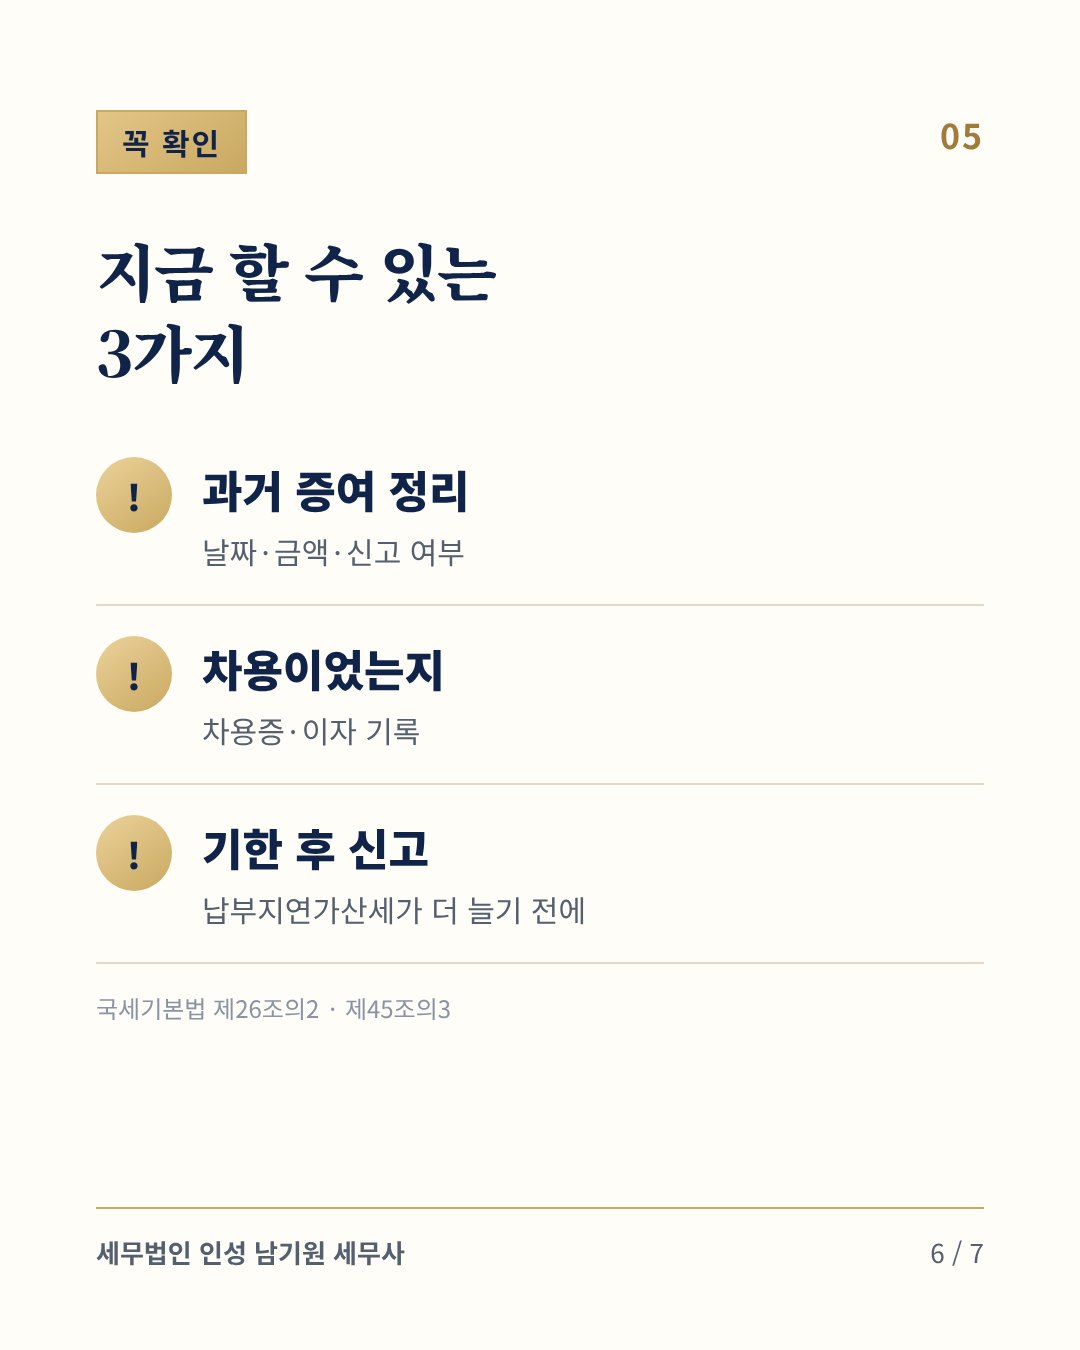 꼭 확인
05
지금 할 수 있는
3가지
!
과거 증여 정리
날짜·금액·신고 여부
!
차용이었는지
차용증·이자 기록
!
기한 후 신고
납부지연가산세가 더 늘기 전에
국세기본법 제26조의2 · 제45조의3
세무법인 인성 남기원 세무사
6 / 7